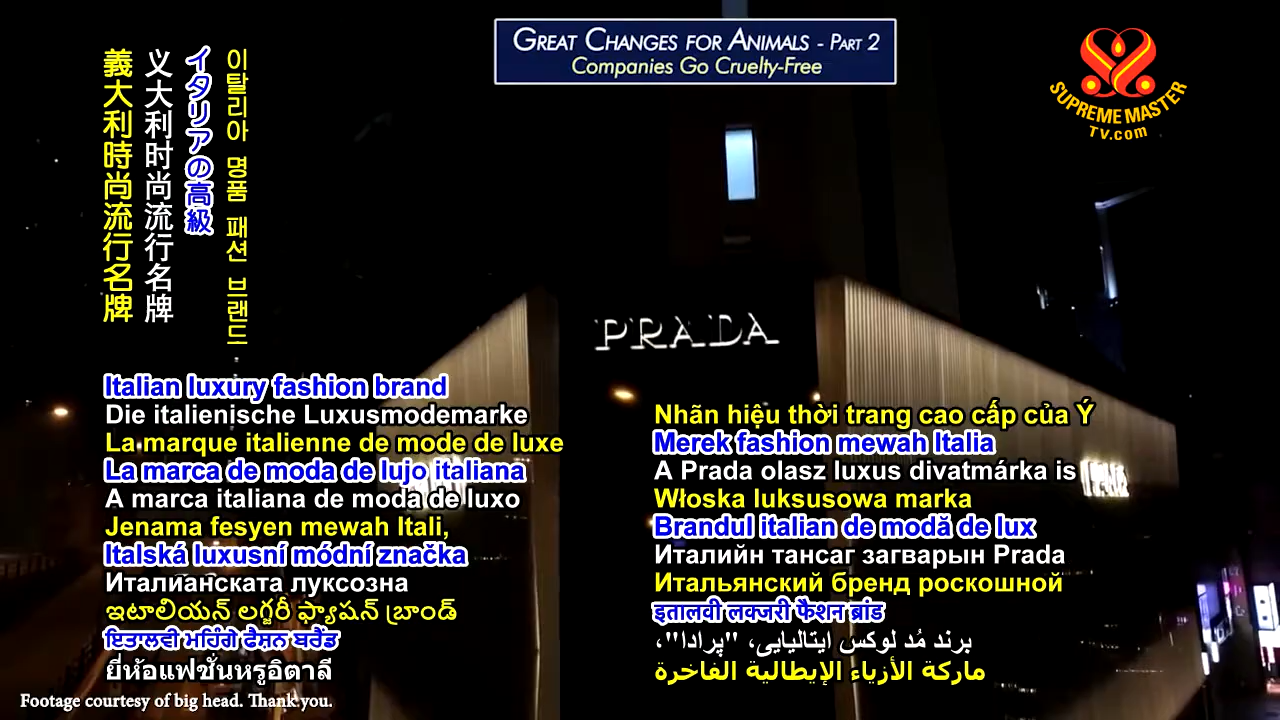 GREAT CHANGES FOR ANIMALS - PART 2
Companies Go Cruelty-Free
SUPREME MASTER
TV.com
義大利時尚流行名牌
义大利时尚流行名牌
イタリアの高級
이탈리아 명품 패션 브랜드
PRADA
Italian luxury fashion brand
Die italienische Luxusmodemarke
La marque italienne de mode de luxe
La marca de moda de lujo italiana
A marca italiana de moda de luxo
Jenama fesyen mewah Itali,
Italská luxusní módní značka
Италианската луксозна
ఇటాలియన్ లగ్జరీ ఫ్యాషన్ బ్రాండ్
ਇਤਾਲਵੀ ਮਹਿੰਗੇ ਫੈਸ਼ਨ ਬਰੈਂਡ
ยี่ห้อแฟชั่นหรูอิตาลี
Nhãn hiệu thời trang cao cấp của Ý
Merek fashion mewah Italia
A Prada olasz luxus divatmárka is
Włoska luksusowa marka
Brandul italian de modă de lux
Италийн тансаг загварын Prada
Итальянский бренд роскошной
इतालवी लक्जरी फैशन ब्रांड
برند مُد لوکس ایتالیایی، "پرادا"،
ماركة الأزياء الإيطالية الفاخرة
Footage courtesy of big head. Thank you.